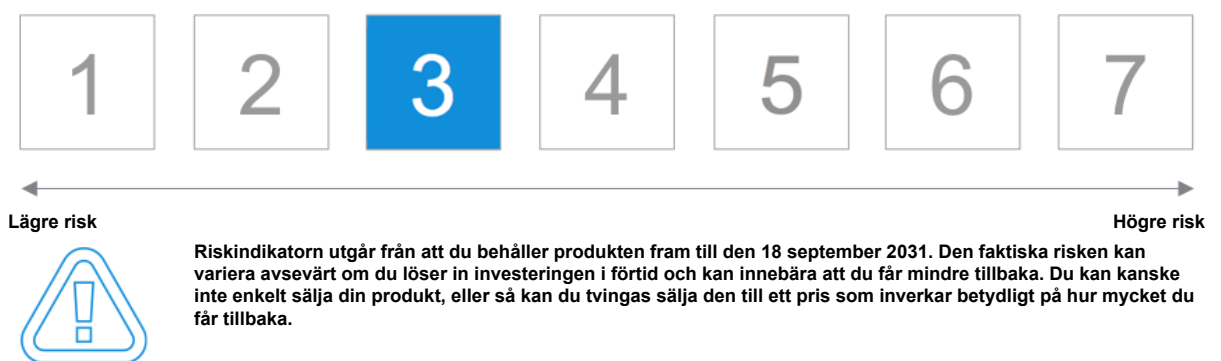 1 2 3 4 5 6 7
Lägre risk Högre risk
Riskindikatorn utgår från att du behåller produkten fram till den 18 september 2031. Den faktiska risken kan
variera avsevärt om du löser in investeringen i förtid och kan innebära att du får mindre tillbaka. Du kan kanske
inte enkelt sälja din produkt, eller så kan du tvingas sälja den till ett pris som inverkar betydligt på hur mycket du
får tillbaka.